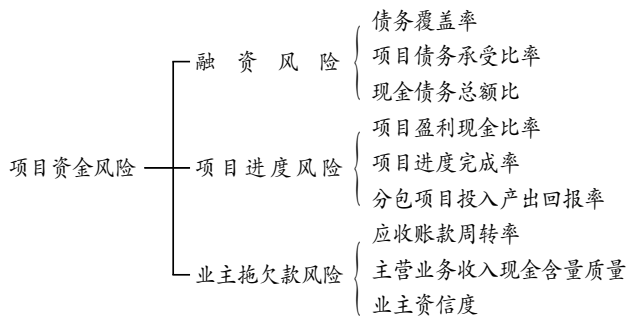 债务覆盖率
融资风险
项目债务承受比率
现金债务总额比
项目盈利现金比率
项目资金风险
项目进度风险
项目进度完成率
分包项目投入产出回报率
应收账款周转率
业主拖欠款风险
主营业务收入现金含量质量
业主资信度